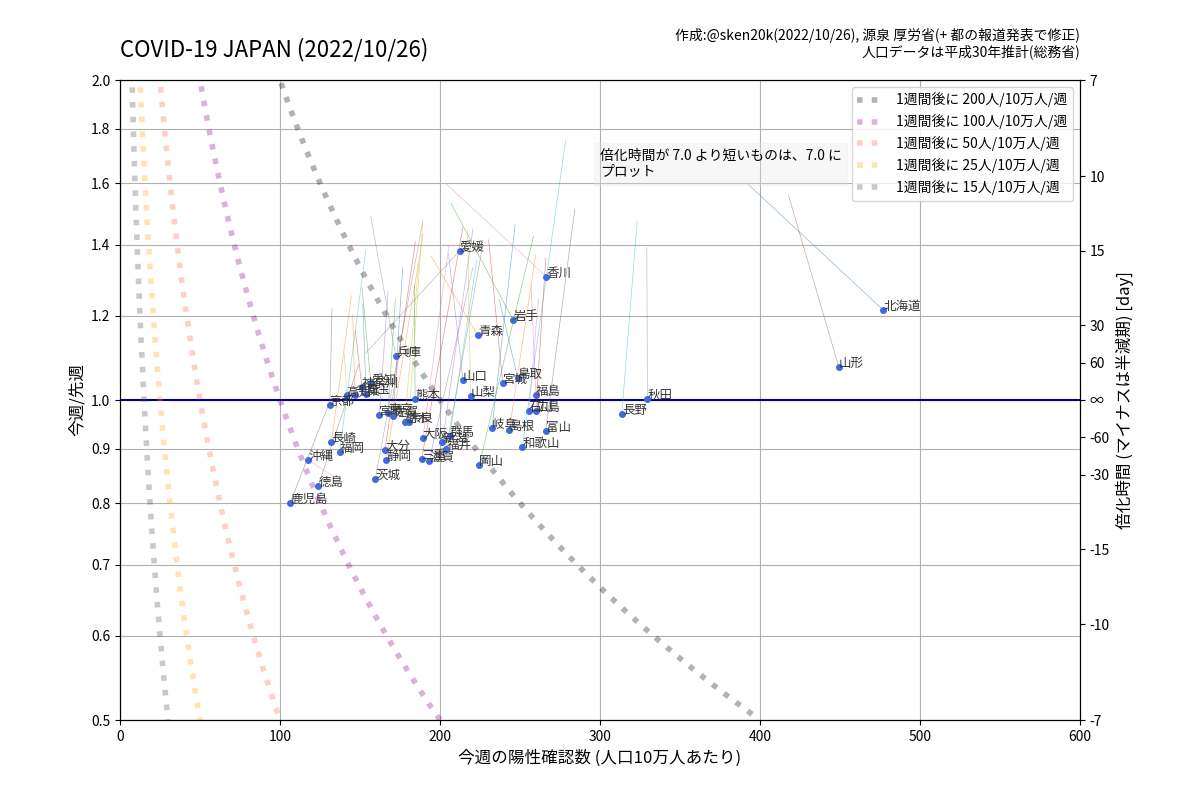 COVID-19 JAPAN (2022/10/26)
作成:@sken20k(2022/10/26), 源泉 厚労省(+ 都の報道発表で修正)
人口データは平成30年推計(総務省)
1週間後に 200人/10万人/週
1週間後に 100人/10万人/週
1週間後に 50人/10万人/週
1週間後に 25人/10万人/週
1週間後に 15人/10万人/週
倍化時間が 7.0 より短いものは、7.0 に
プロット
今週/先週
2.0
1.8
1.6
1.4
1.2
1.0
0.9
0.8
0.7
0.6
0.5
愛媛
香川
北海道
岩手
青森
兵庫
山形
山口
宮城
鳥取
山梨
福島
熊本
秋田
長野
京都
長崎
福岡
沖縄
徳島
鹿児島
大分
静岡
茨城
大阪
群馬
福井
岐阜
島根
富山
和歌山
岡山
広島
7
10
15
30
60
∞
-60
-30
-15
-10
-7
倍化時間 (マイナスは半減期) [day]
0 100 200 300 400 500 600
今週の陽性確認数 (人口10万人あたり)